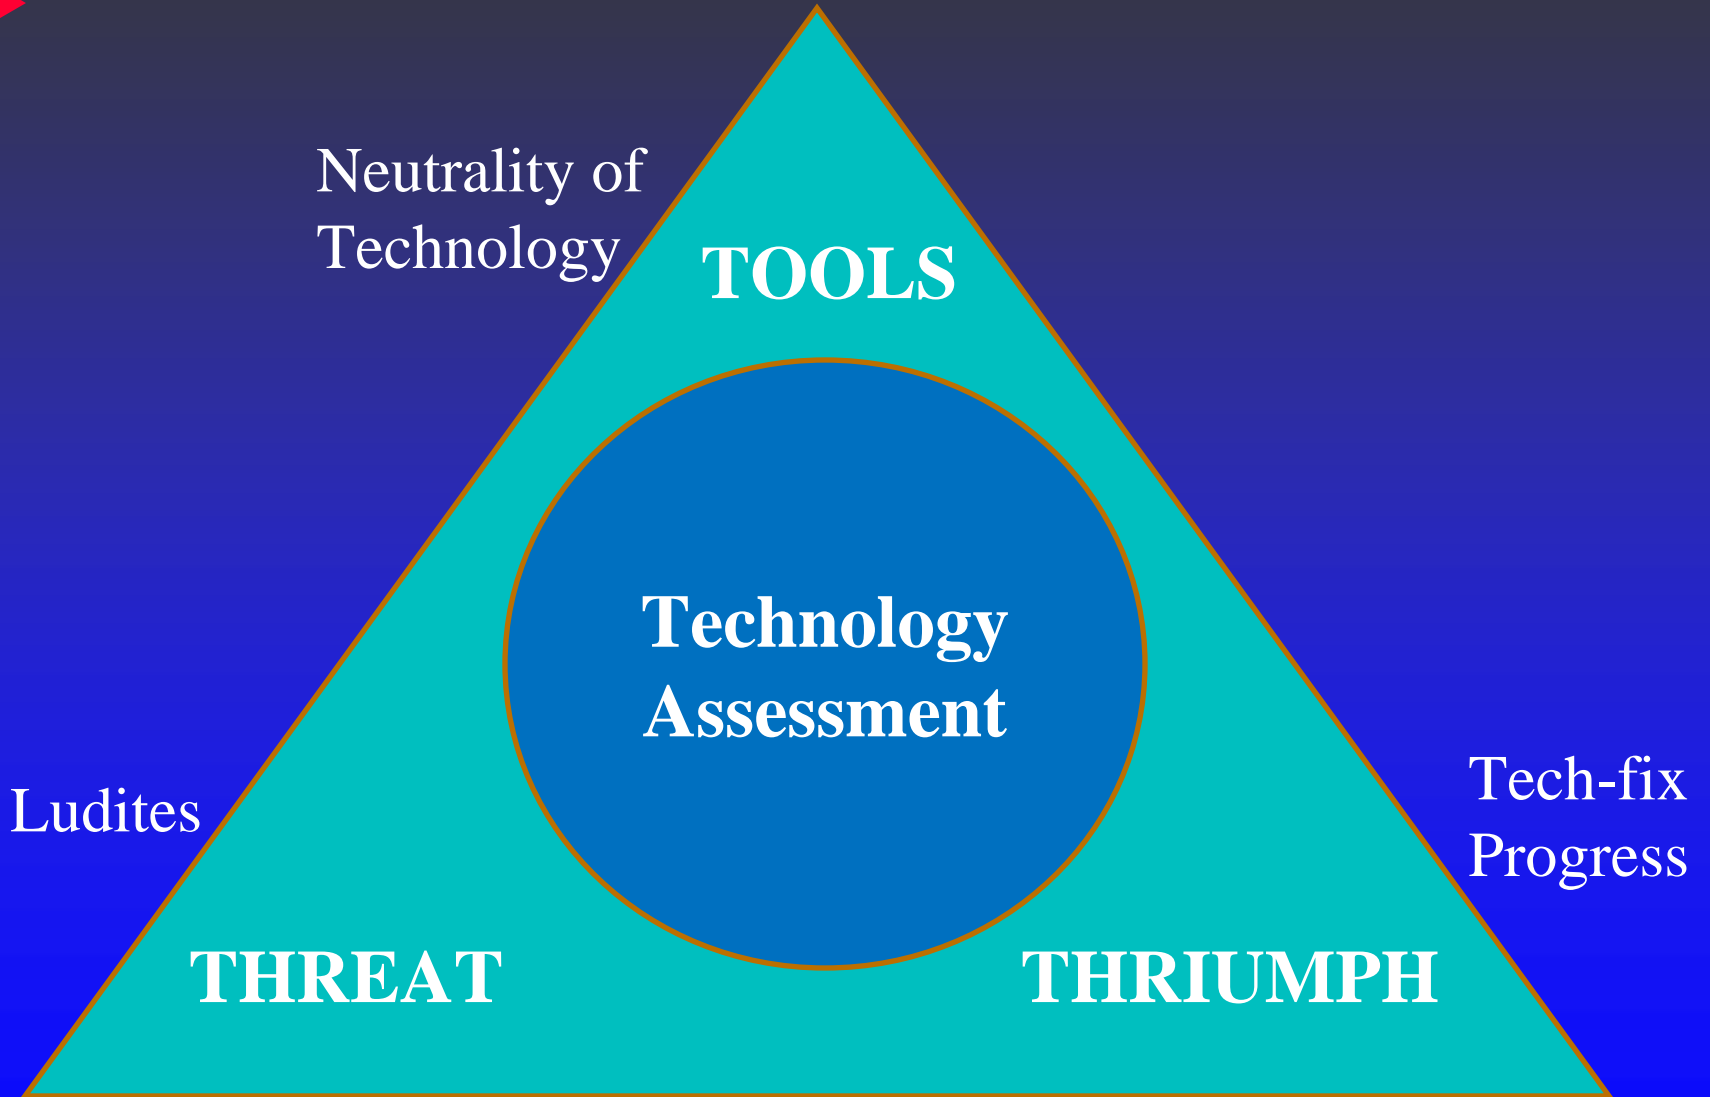 Neutrality of
Technology
TOOLS
Technology
Assessment
Ludites
Tech-fix
Progress
THREAT
THRIUMPH